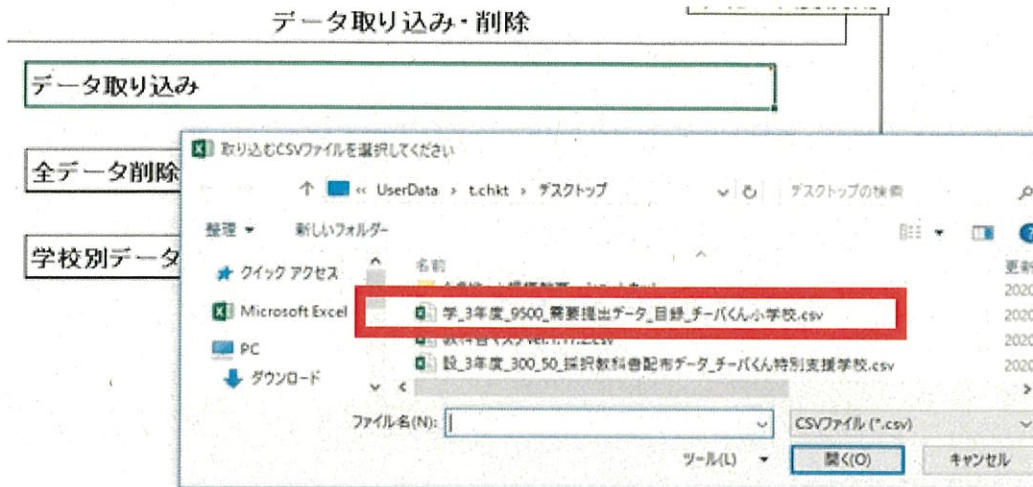 データ取り込み・削除
データ取り込み
全データ削除
学校別データ
取り込むCSVファイルを選択してください
« UserData › t.chkt › デスクトップ
デスクトップの検索
整理
新しいフォルダー
クイック アクセス
Microsoft Excel
PC
ダウンロード
名前
更新
2020
学_3年度_9500_需要提出データ_目録_チーバくん小学校.csv
2020
2020
設_3年度_300_50_採択教科書配布データ_チーバくん特別支援学校.csv
2020
ファイル名(N):
CSVファイル (*.csv)
ツール(L)
開く(O)
キャンセル